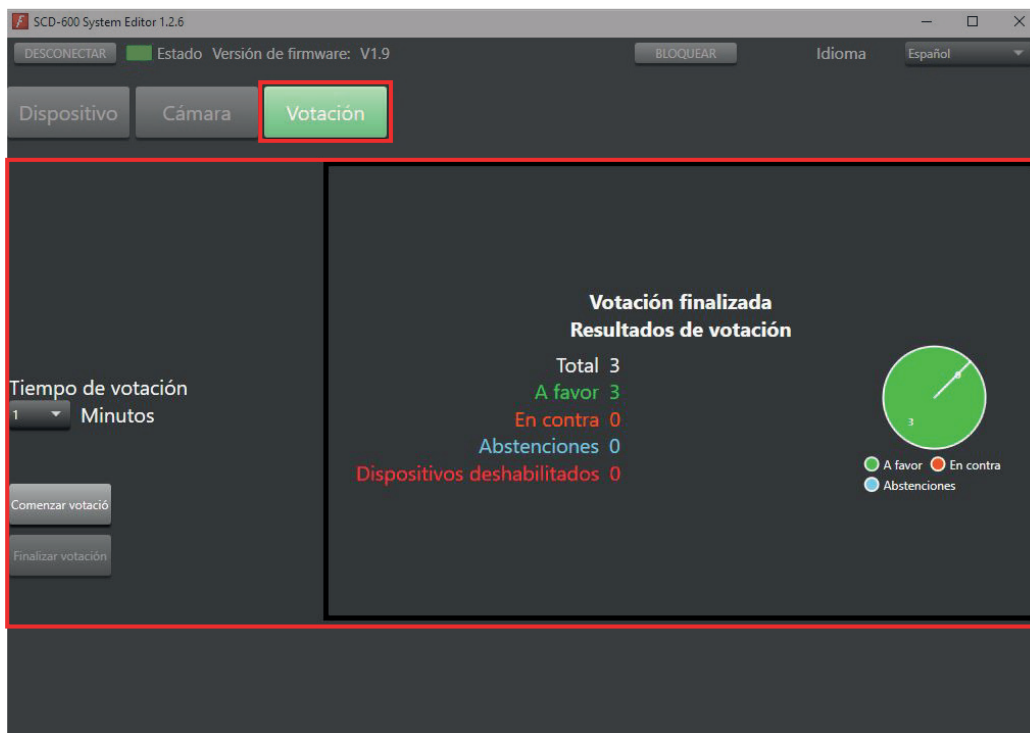 SCD-600 System Editor 1.2.6
DESCONECTAR Estado Versión de firmware: V1.9 BLOQUEAR Idioma Español
Dispositivo Cámara Votación
Votación finalizada
Resultados de votación
Total 3
A favor 3
En contra 0
Abstenciones 0
Dispositivos deshabilitados 0
Tiempo de votación
1 Minutos
Comenzar votació
Finalizar votación
3
A favor En contra
Abstenciones